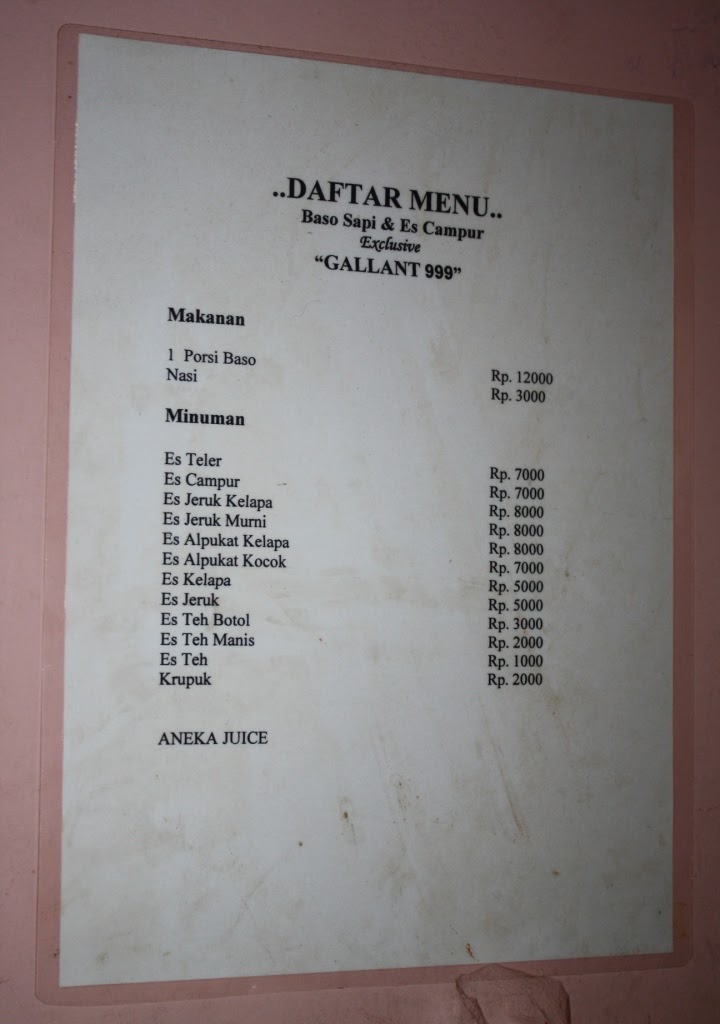 ..DAFTAR MENU..
Baso Sapi & Es Campur
Exclusive
“GALLANT 999”
Makanan
1 Porsi Baso Rp. 12000
Nasi Rp. 3000
Minuman
Es Teler Rp. 7000
Es Campur Rp. 7000
Es Jeruk Kelapa Rp. 8000
Es Jeruk Murni Rp. 8000
Es Alpukat Kelapa Rp. 8000
Es Alpukat Kocok Rp. 7000
Es Kelapa Rp. 5000
Es Jeruk Rp. 5000
Es Teh Botol Rp. 3000
Es Teh Manis Rp. 2000
Es Teh Rp. 1000
Krupuk Rp. 2000
ANEKA JUICE